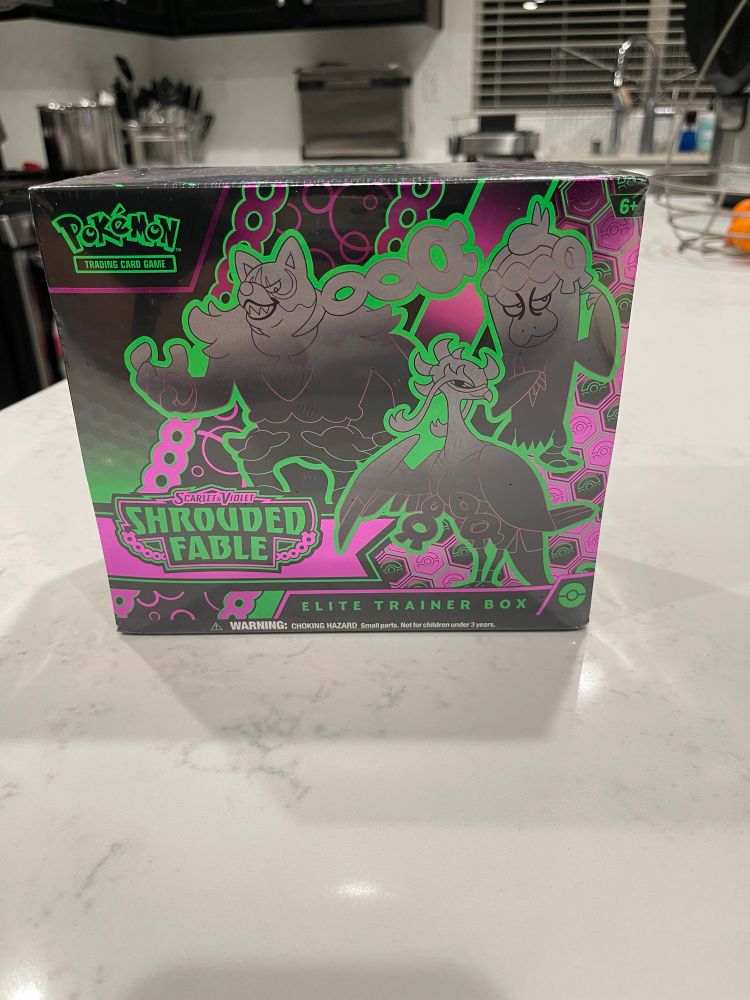 POKéMON
TM
TRADING CARD GAME
6+
SCARLET & VIOLET
SHROUDED
FABLE
ELITE TRAINER BOX
WARNING: CHOKING HAZARD Small parts. Not for children under 3 years.